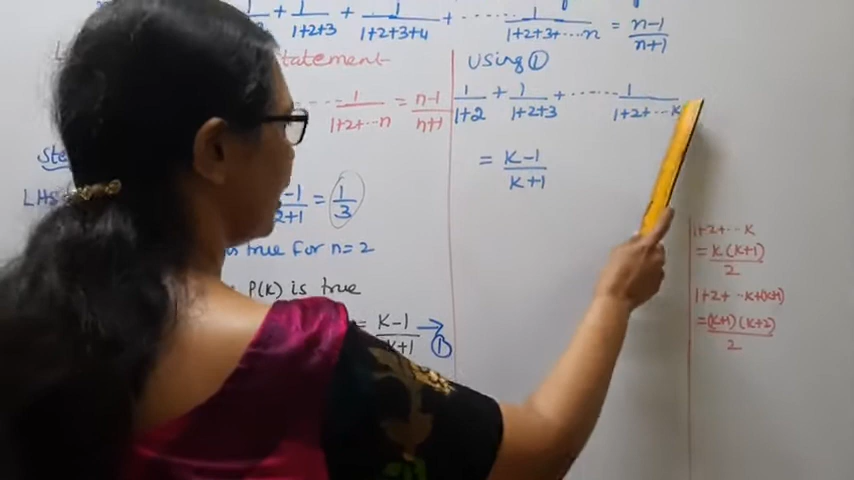 1/1+2+3 + 1/1+2+3+4 + ...... 1/1+2+3+...n = n-1/n+1
tatement
... 1/1+2+..n = n-1/n+1
LHS
-1/2+1 = 1/3
true for n=2
P(K) is true
= K-1/K+1 → ①
Using ①
1/1+2 + 1/1+2+3 + ..... 1/1+2+...K
= K-1/K+1
1+2+..K
= K(K+1)/2
1+2+..K+(K+1)
= (K+1)(K+2)/2